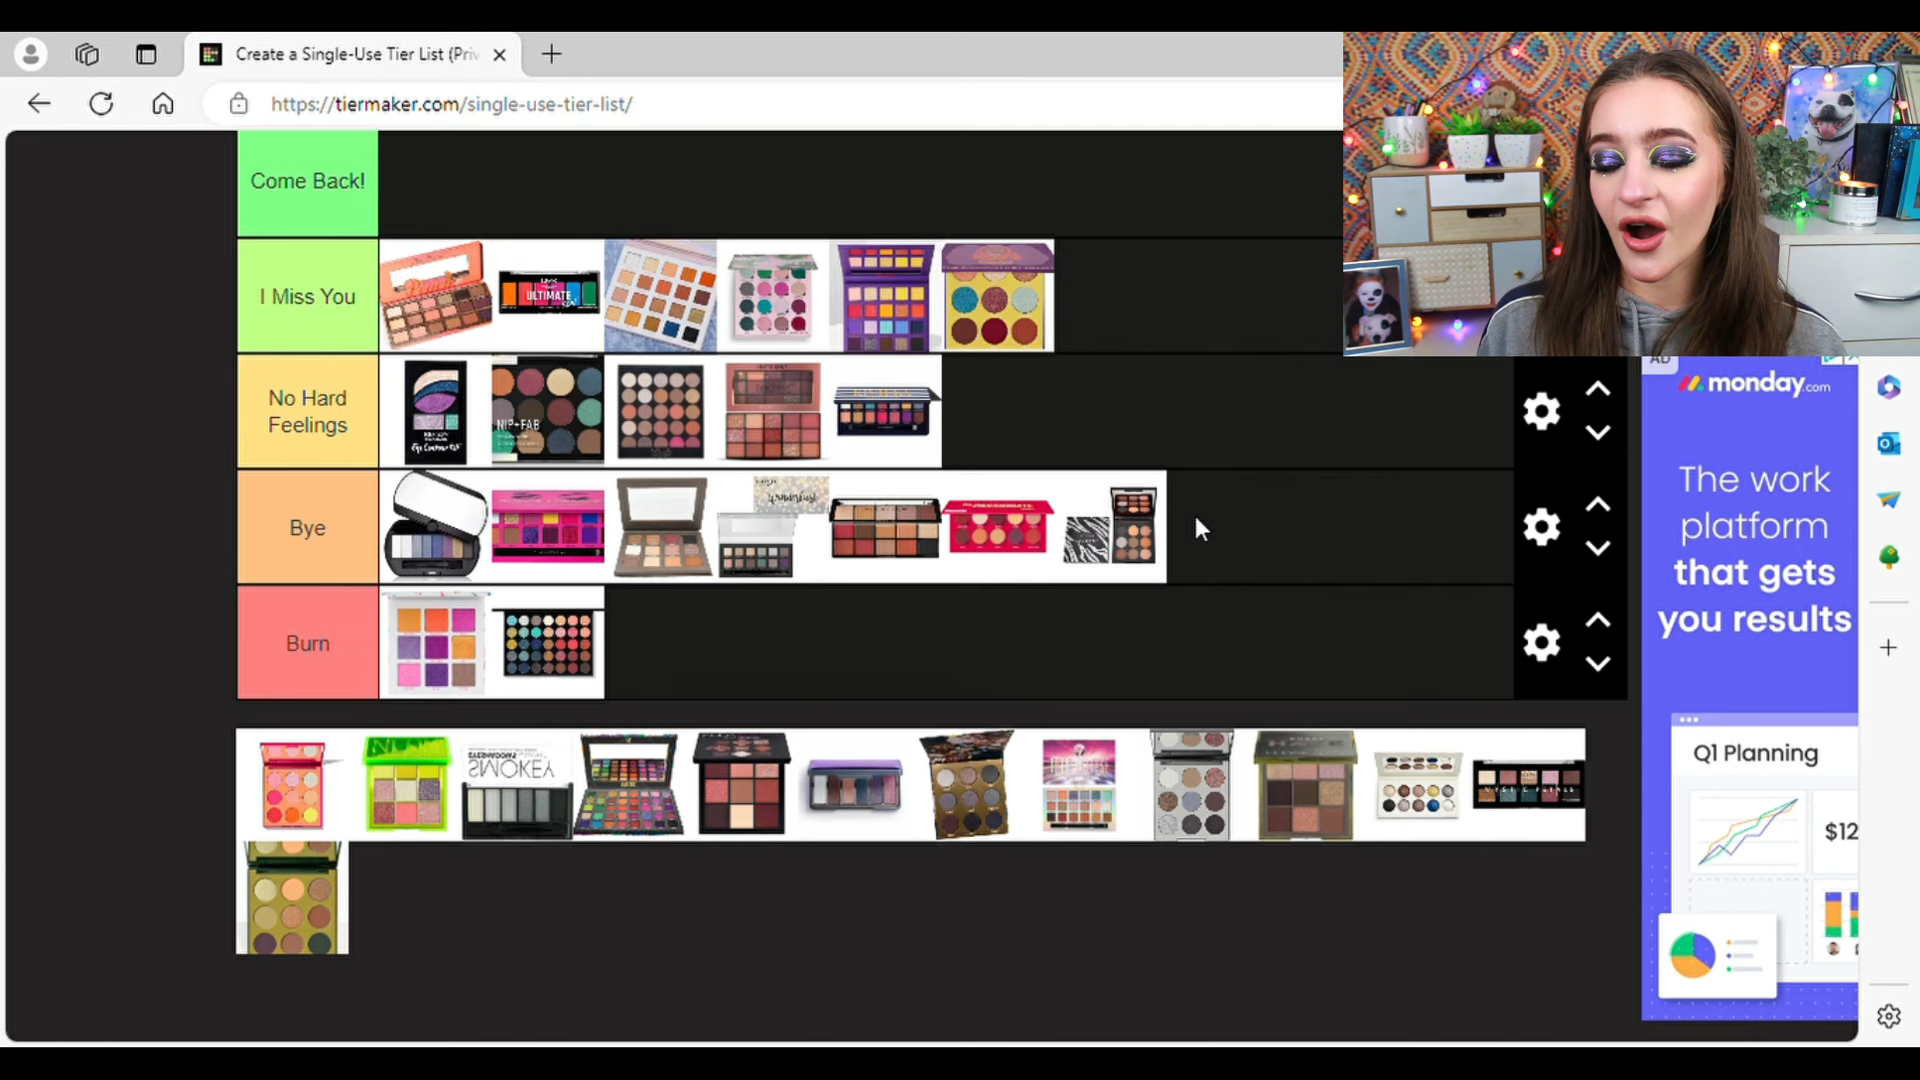 Create a Single-Use Tier List (Priv
https://tiermaker.com/single-use-tier-list/
Come Back!
I Miss You
ULTIMATE
No Hard
Feelings
NIP+FAB
Bye
Burn
SMOKEY
AD
monday.com
The work
platform
that gets
you results
Q1 Planning
$12